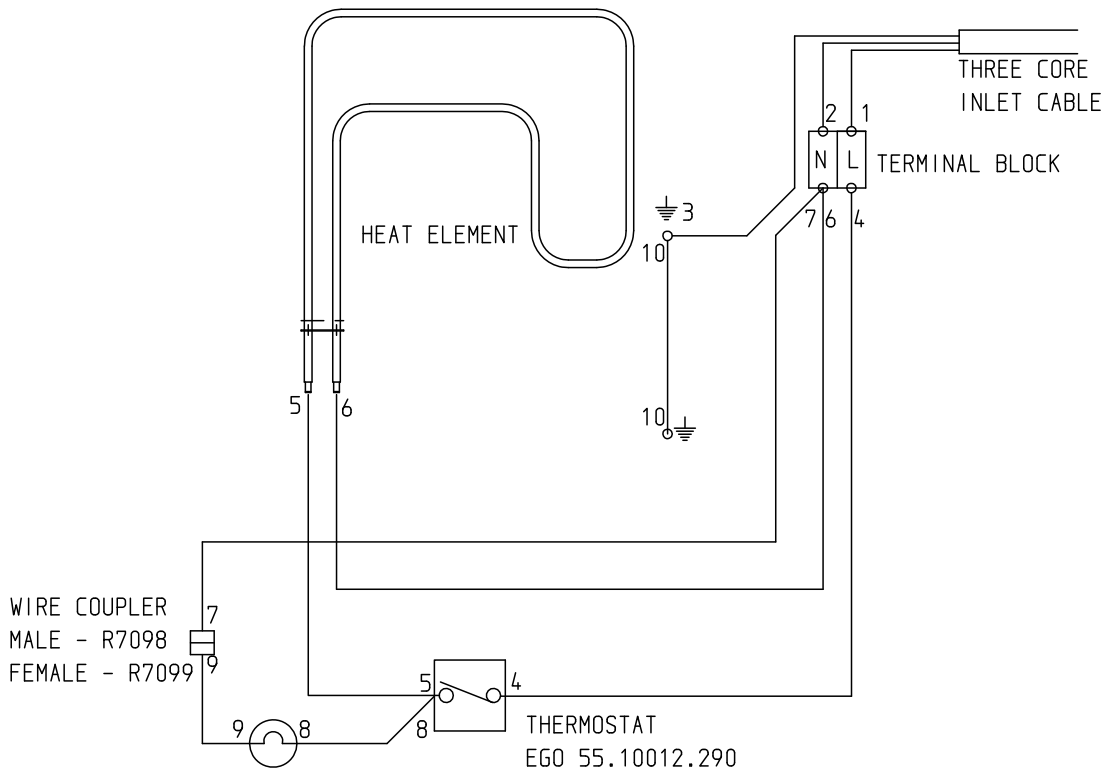 THREE CORE
INLET CABLE
2 1
N L
TERMINAL BLOCK
3
7 6 4
HEAT ELEMENT
10
5 6
10
WIRE COUPLER
MALE - R7098
FEMALE - R7099
7
9
5 4
8
9 8
THERMOSTAT
EGO 55.10012.290